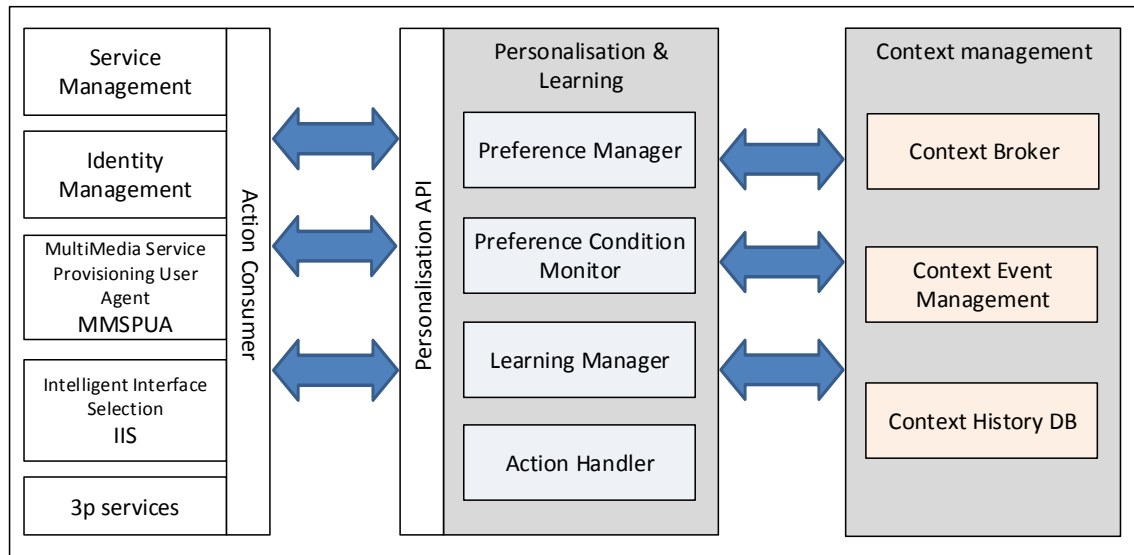 Service
Management
Identity
Management
MultiMedia Service
Provisioning User
Agent
MMSPUA
Intelligent Interface
Selection
IIS
3p services
Action Consumer
Personalisation API
Personalisation &
Learning
Preference Manager
Preference Condition
Monitor
Learning Manager
Action Handler
Context management
Context Broker
Context Event
Management
Context History DB